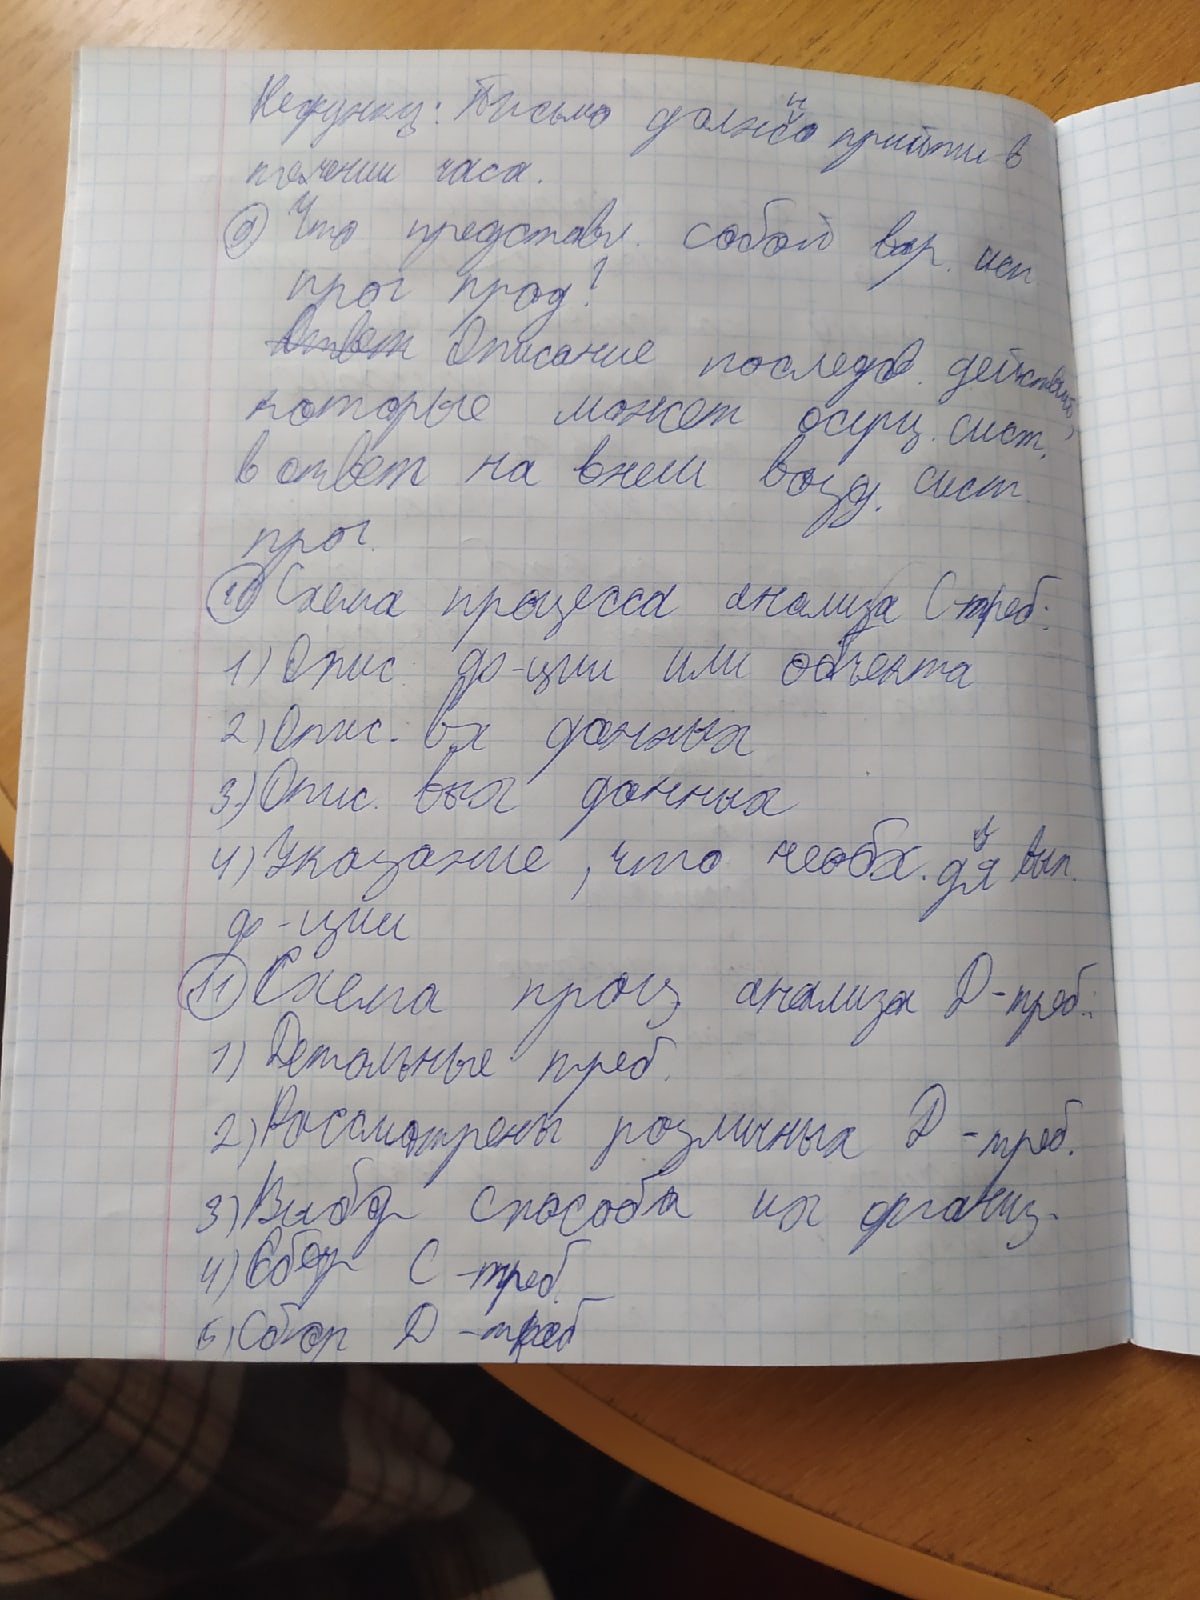 Нефункц: Письмо должно прийти в
течении часа.
9 Что представл. собой вар. исп
прог прод?
Ответ Описание последов. действий,
которые может осущ. сист.
в ответ на внеш возд. сист.
прог.
10 Схема процесса анализа С-треб:
1) Опис. ф-ции или объекта
2) Опис. вх данных
3) Опис. вых данных
4) Указание, что необх. для вып.
ф-ции
11 Схема проц анализа D-треб.:
1) Детальные треб.
2) Рассмотрены различных D-треб.
3) Выбор способа их организ.
4) Сбор С-треб.
5) Сбор D-треб